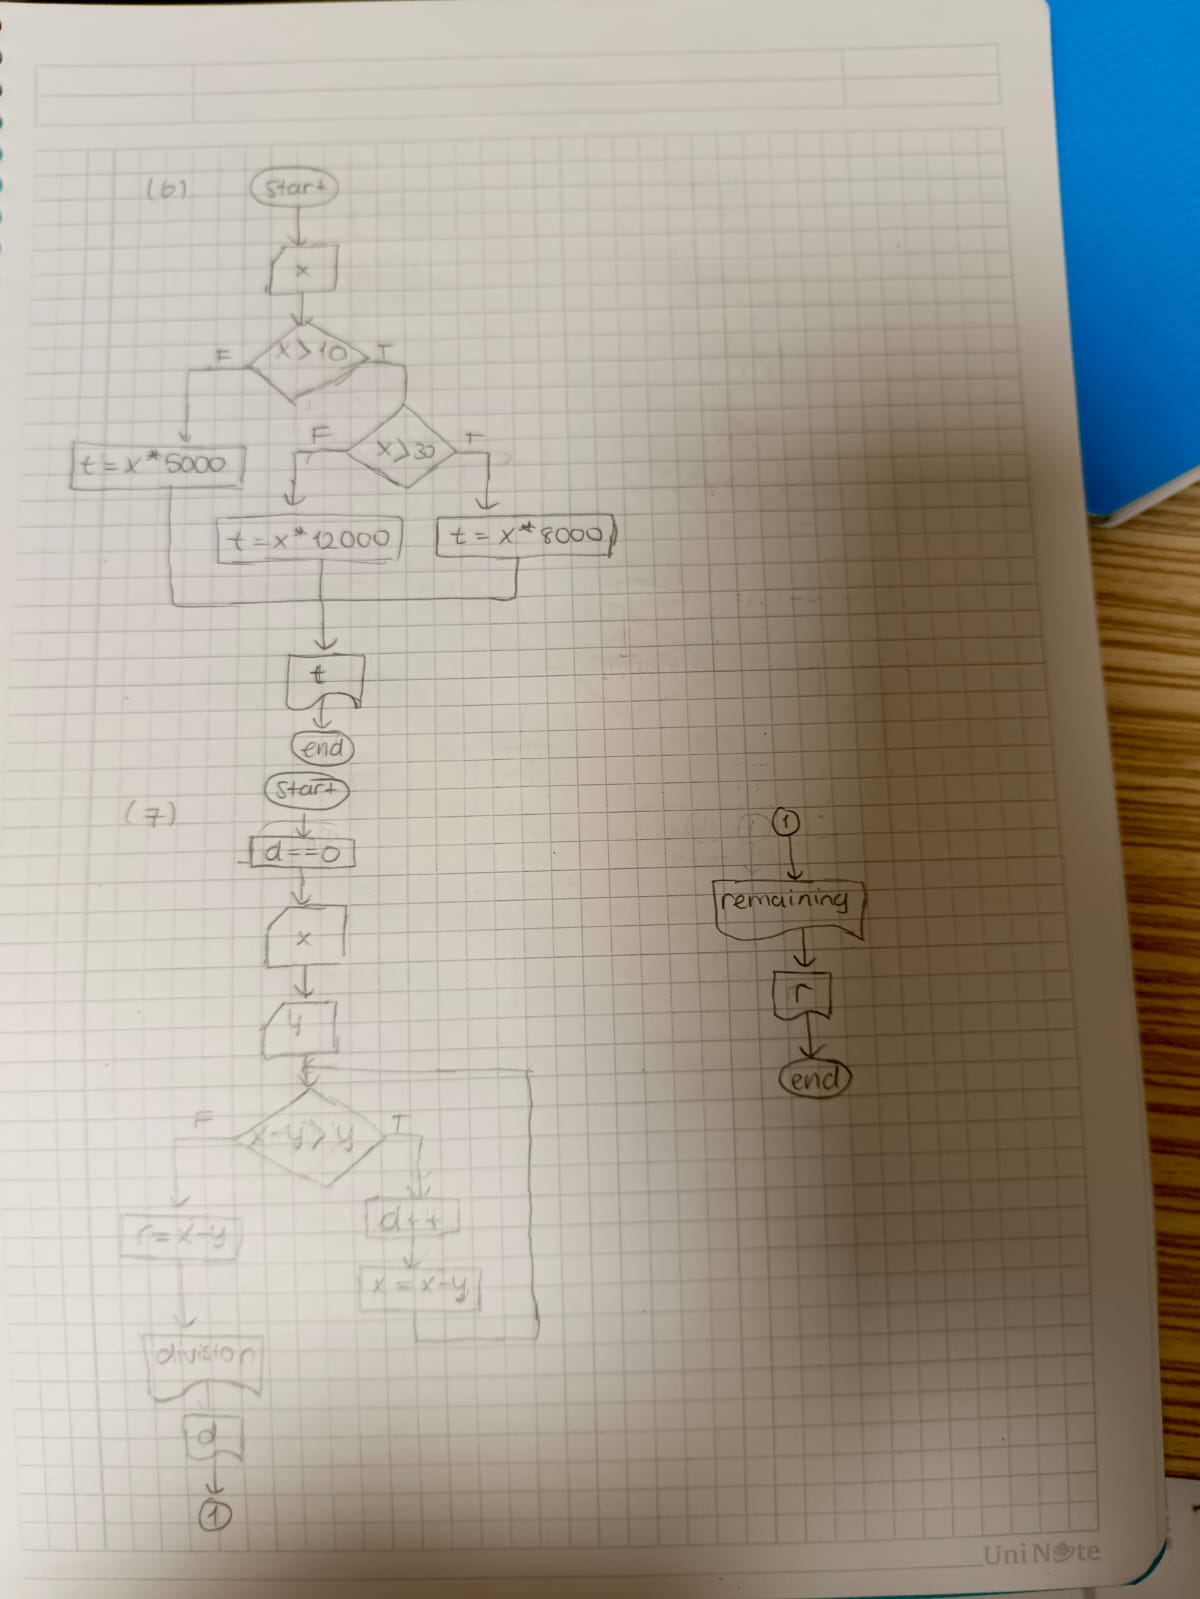 (6)
start
x
x>10
F
T
x>30
F
T
t=x*5000
t=x*12000
t=x*8000
t
end
(7)
start
d==0
x
y
x-y>y
F
T
r=x-y
d++
x=x-y
division
d
1
1
remaining
r
end
UniNote